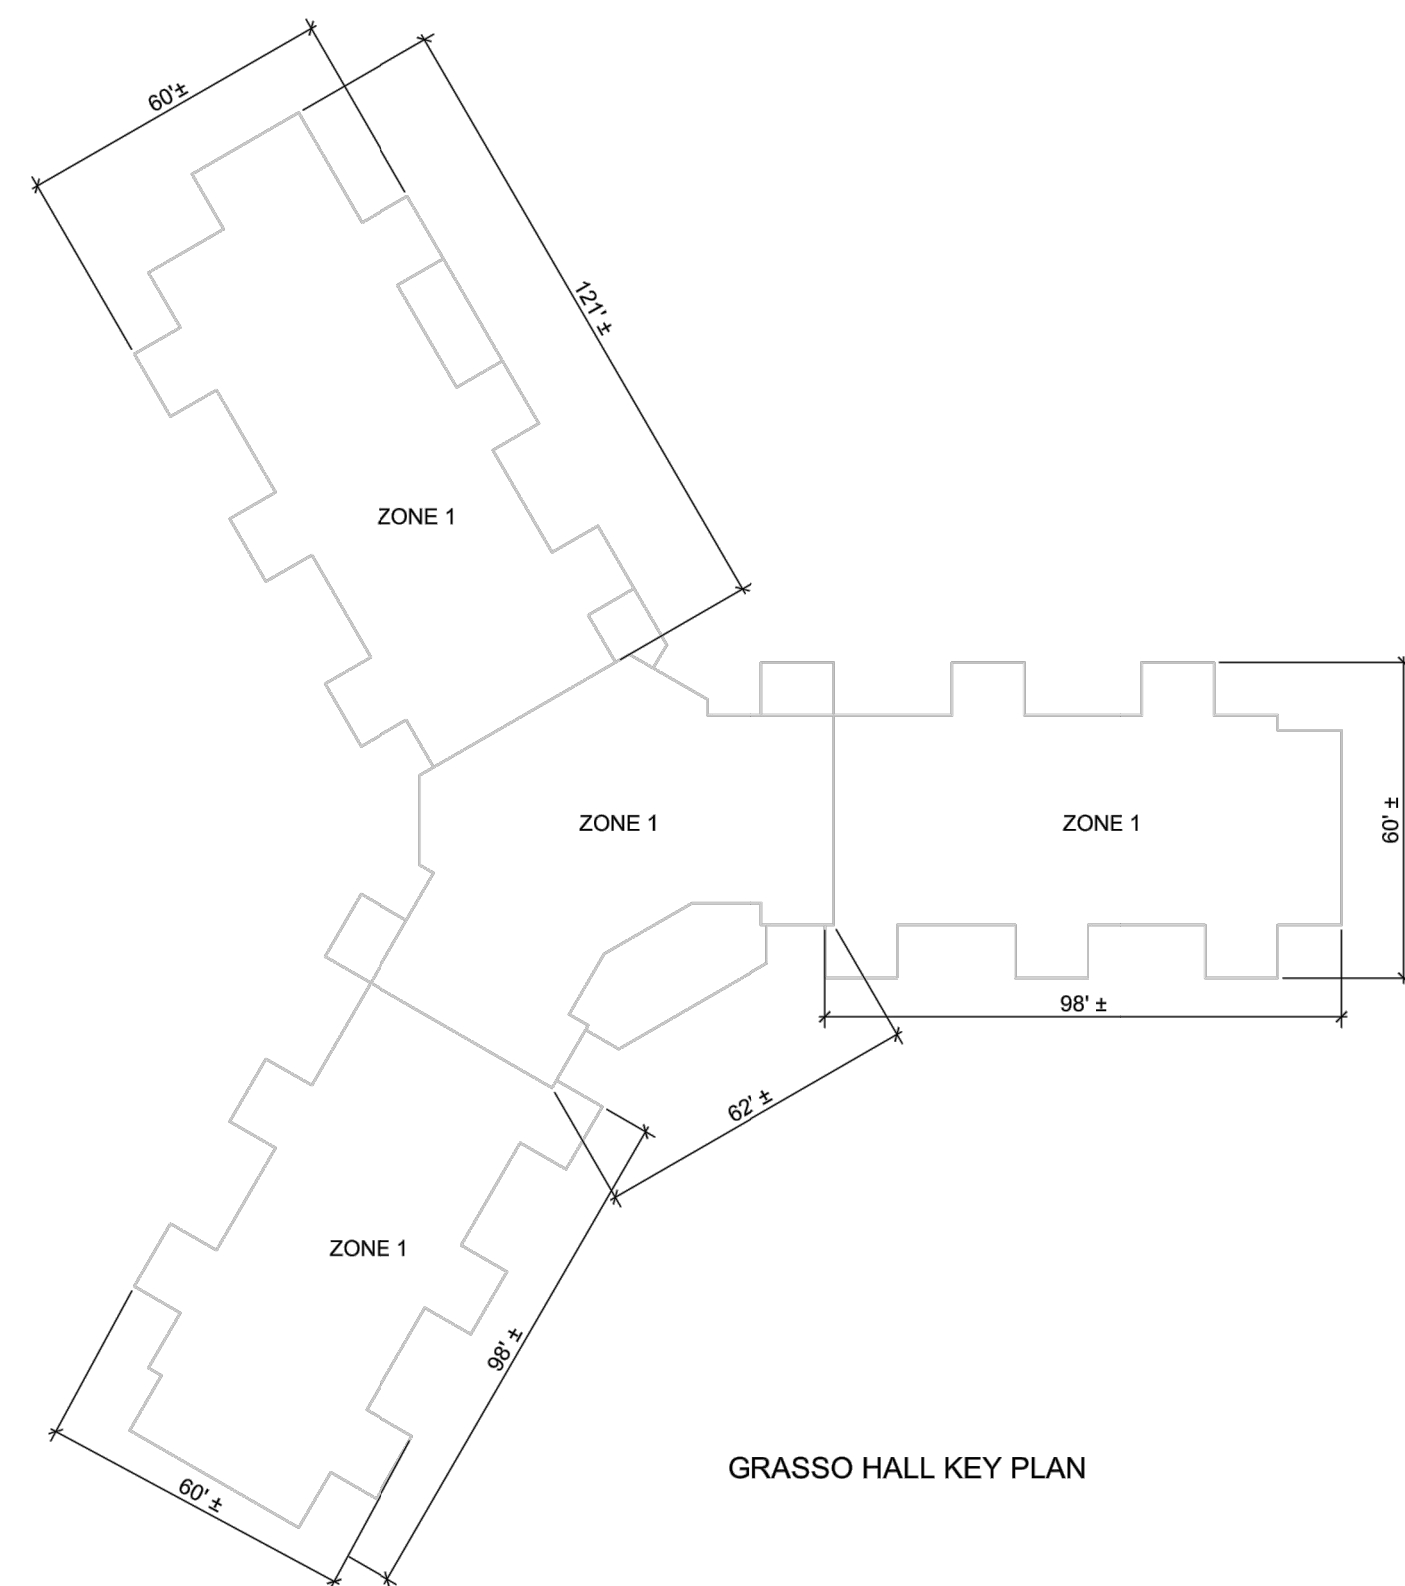 60'±
121' ±
ZONE 1
ZONE 1
ZONE 1
60' ±
98' ±
62' ±
ZONE 1
98' ±
60' ±
GRASSO HALL KEY PLAN